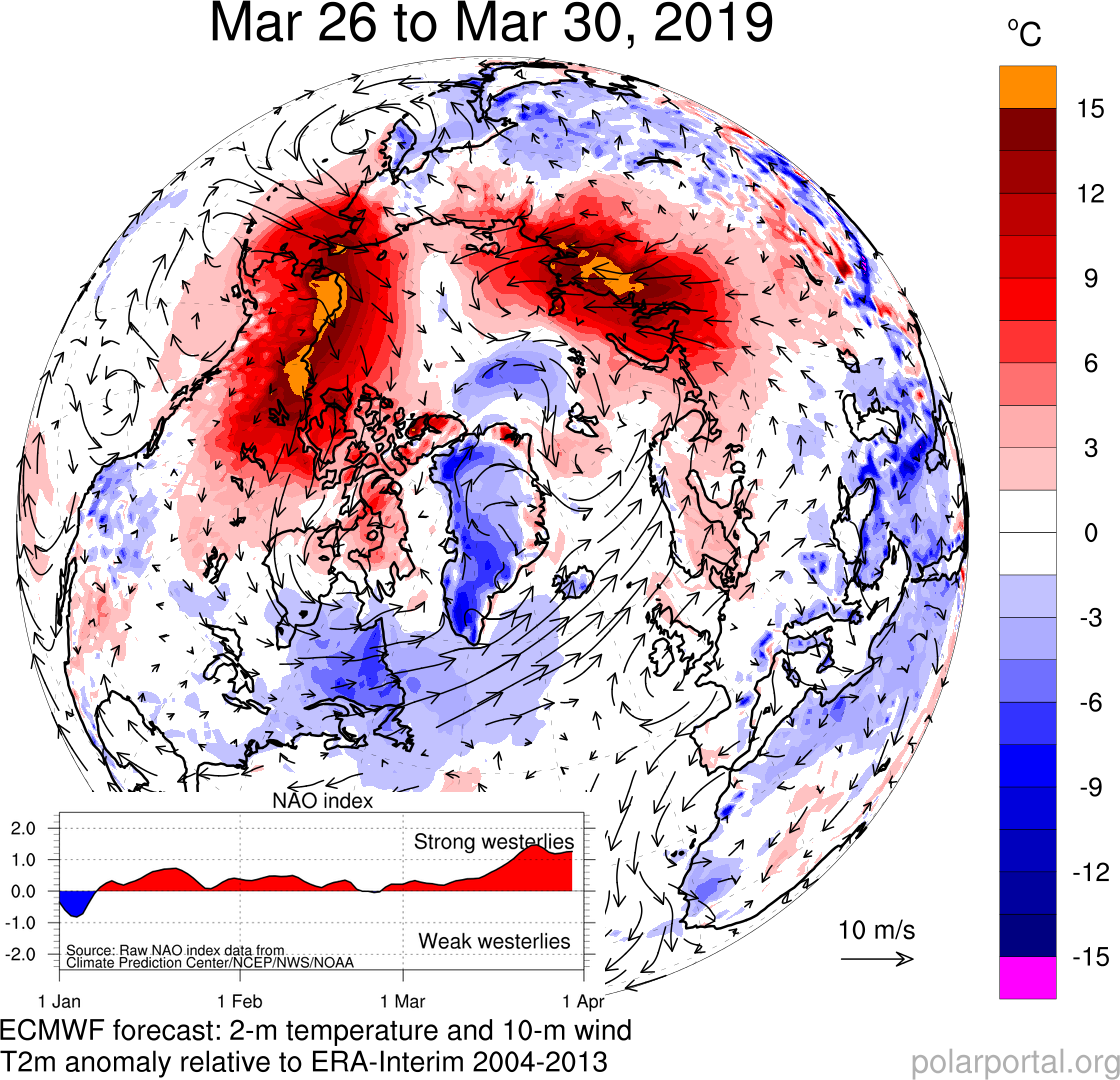 Mar 26 to Mar 30, 2019
°C
15
12
9
6
3
0
-3
-6
-9
-12
-15
NAO index
2.0
1.0
0.0
-1.0
-2.0
Strong westerlies
Weak westerlies
Source: Raw NAO index data from
Climate Prediction Center/NCEP/NWS/NOAA
1 Jan
1 Feb
1 Mar
1 Apr
10 m/s
ECMWF forecast: 2-m temperature and 10-m wind
T2m anomaly relative to ERA-Interim 2004-2013
polarportal.org